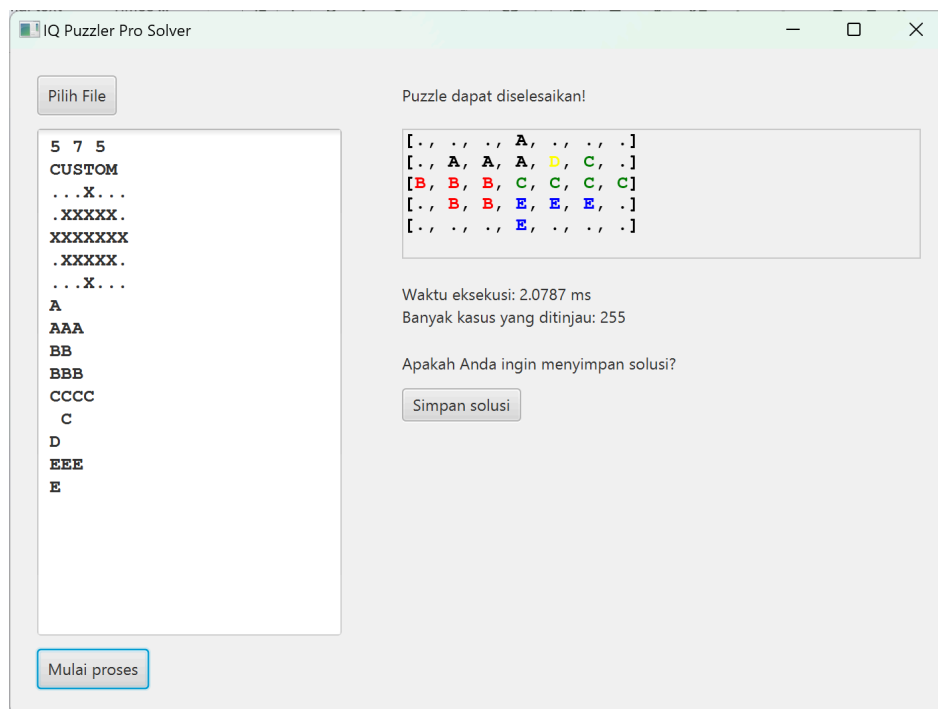 IQ Puzzler Pro Solver
Pilih File
5 7 5
CUSTOM
...X...
.XXXXX.
XXXXXXX
.XXXXX.
...X...
A
AAA
BB
BBB
CCCC
 C
D
EEE
E
Mulai proses
Puzzle dapat diselesaikan!
[., ., ., A, ., ., .]
[., A, A, A, D, C, .]
[B, B, B, C, C, C, C]
[., B, B, E, E, E, .]
[., ., ., E, ., ., .]
Waktu eksekusi: 2.0787 ms
Banyak kasus yang ditinjau: 255
Apakah Anda ingin menyimpan solusi?
Simpan solusi